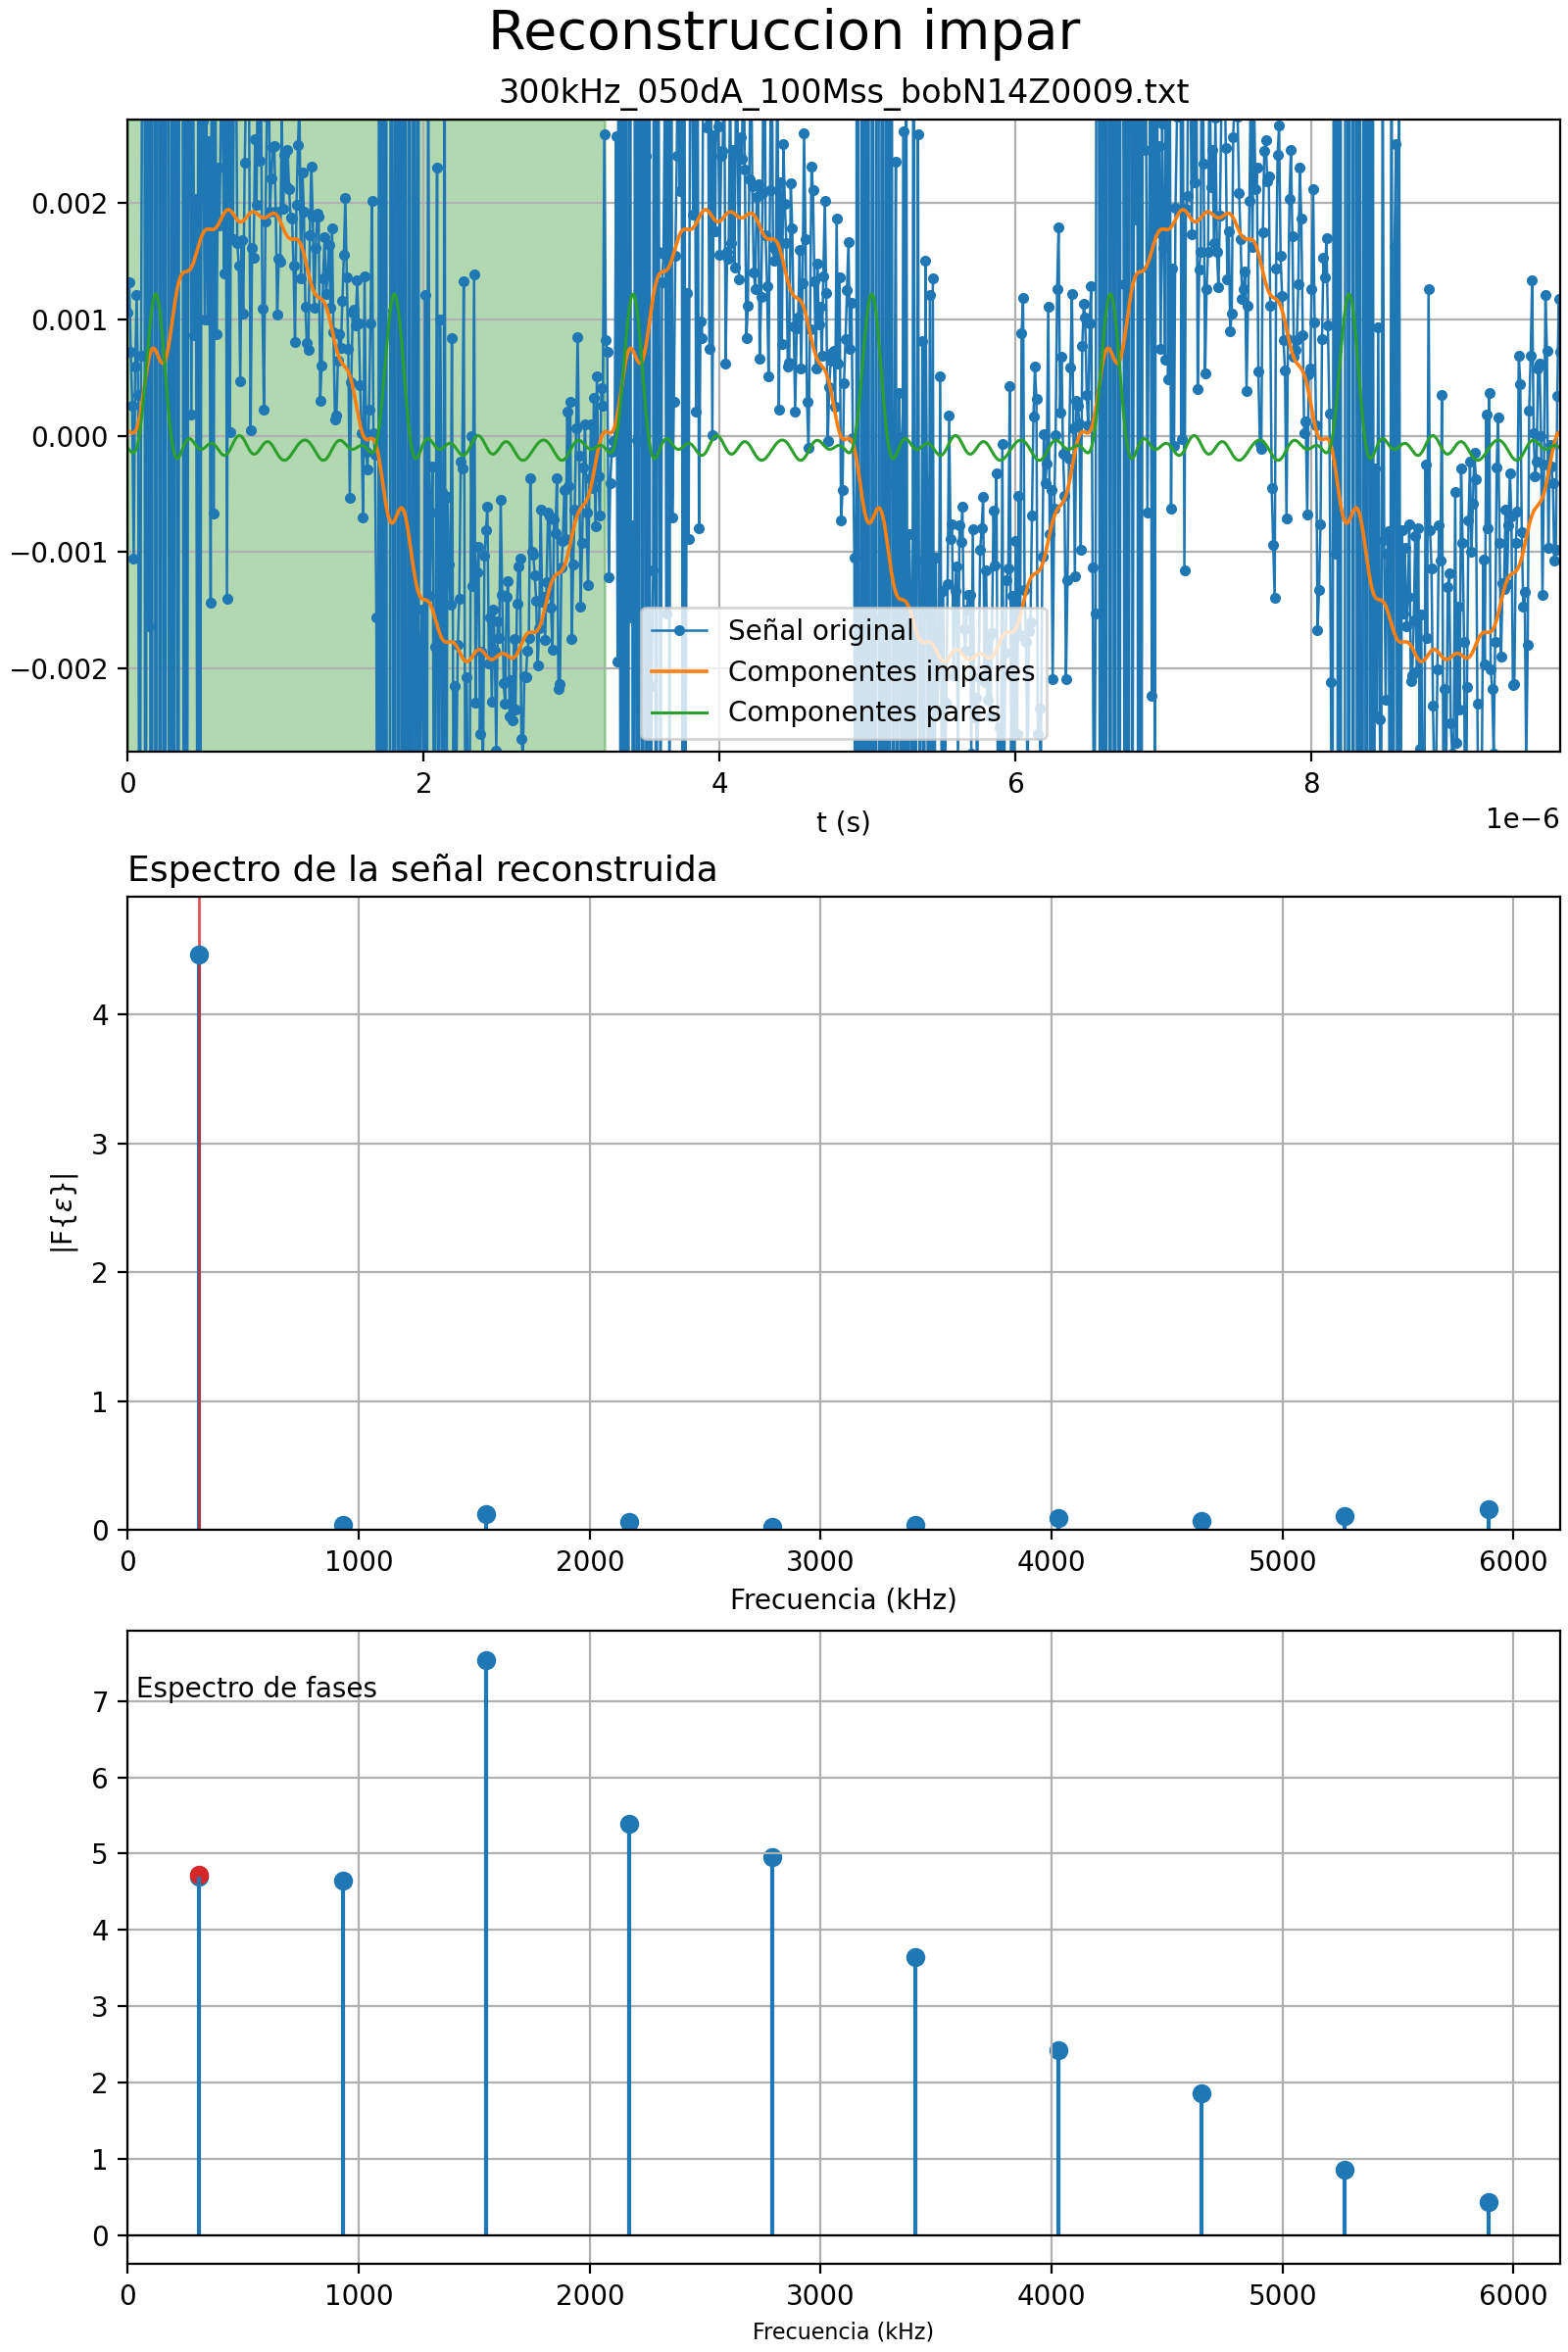 Reconstruccion impar
300kHz_050dA_100Mss_bobN14Z0009.txt
0.002
0.001
0.000
−0.001
−0.002
Señal original
Componentes impares
Componentes pares
0 2 4 6 8
1e−6
t (s)
Espectro de la señal reconstruida
4
3
2
1
0
|F{ε}|
0 1000 2000 3000 4000 5000 6000
Frecuencia (kHz)
Espectro de fases
7
6
5
4
3
2
1
0
0 1000 2000 3000 4000 5000 6000
Frecuencia (kHz)